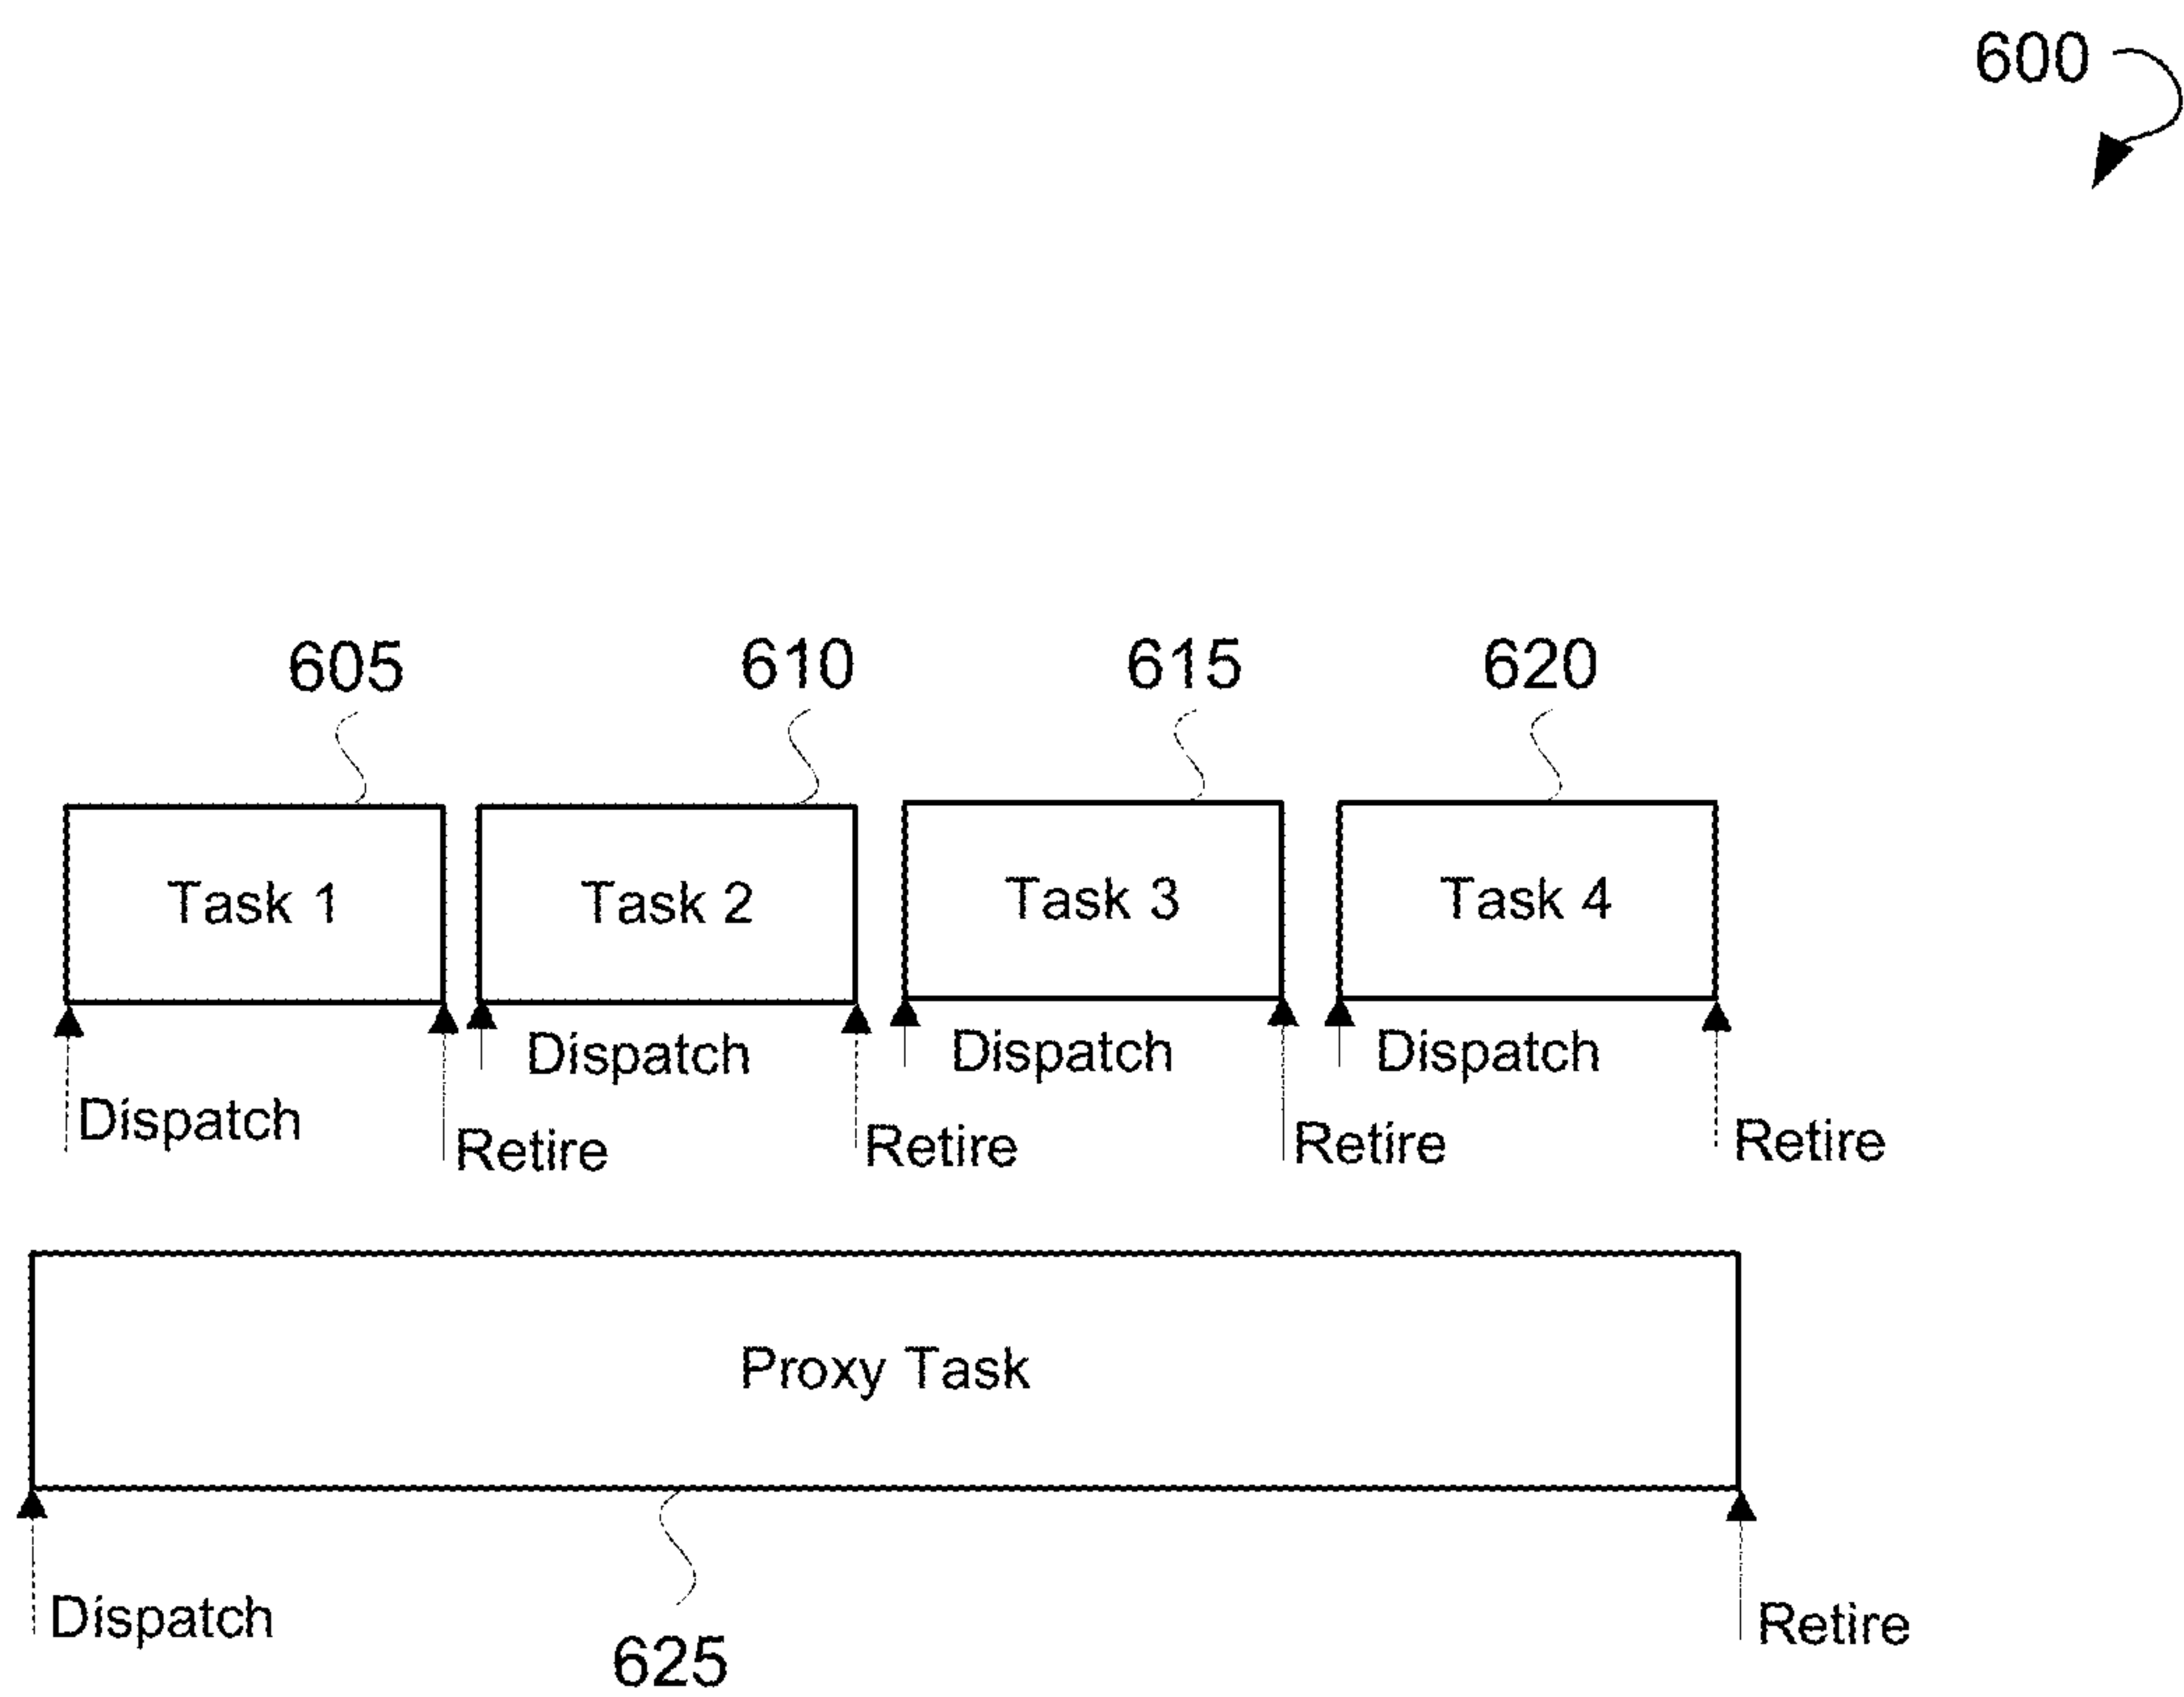 600
605 610 615 620
Task 1 Task 2 Task 3 Task 4
Dispatch Dispatch Dispatch
Dispatch Retire Retire Retire Retire
Proxy Task
Dispatch Retire
625